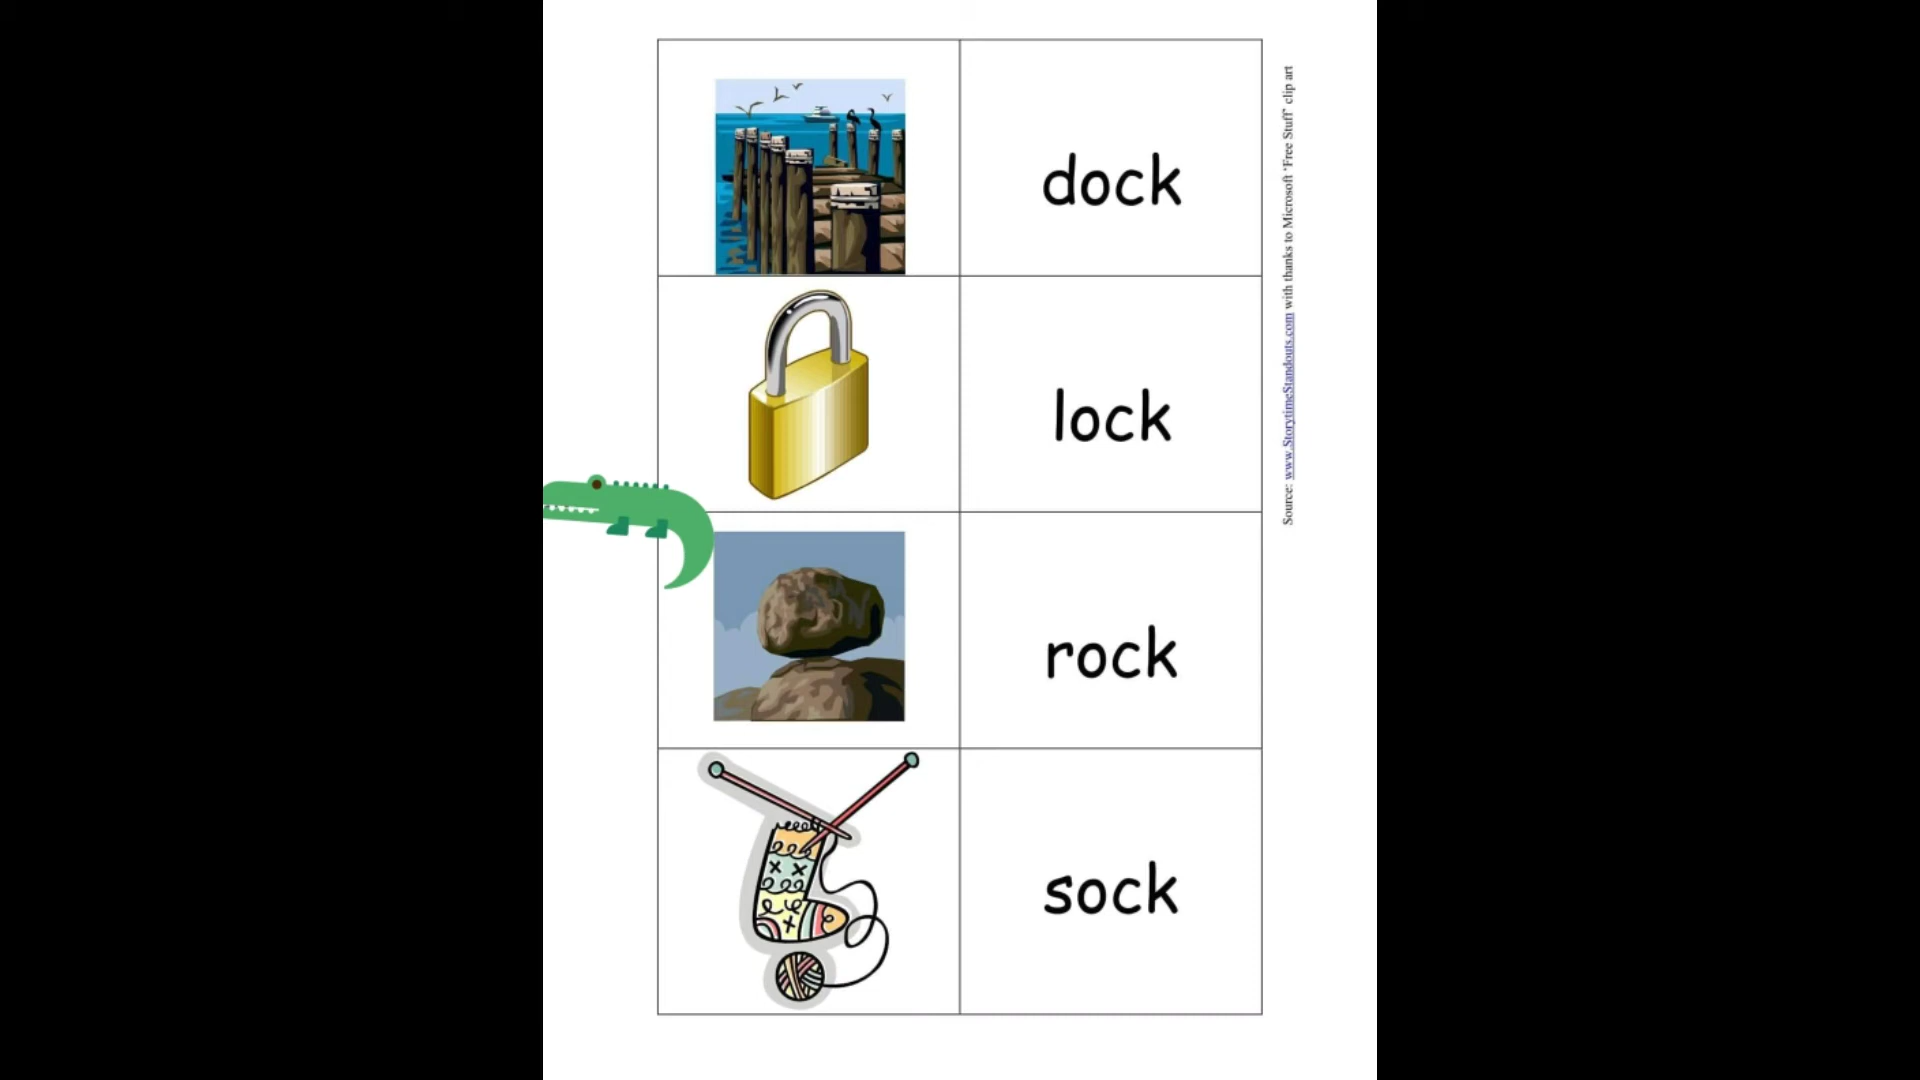 dock
lock
rock
sock
Source: www.StorytimeStandouts.com with thanks to Microsoft 'Free Stuff' clip art